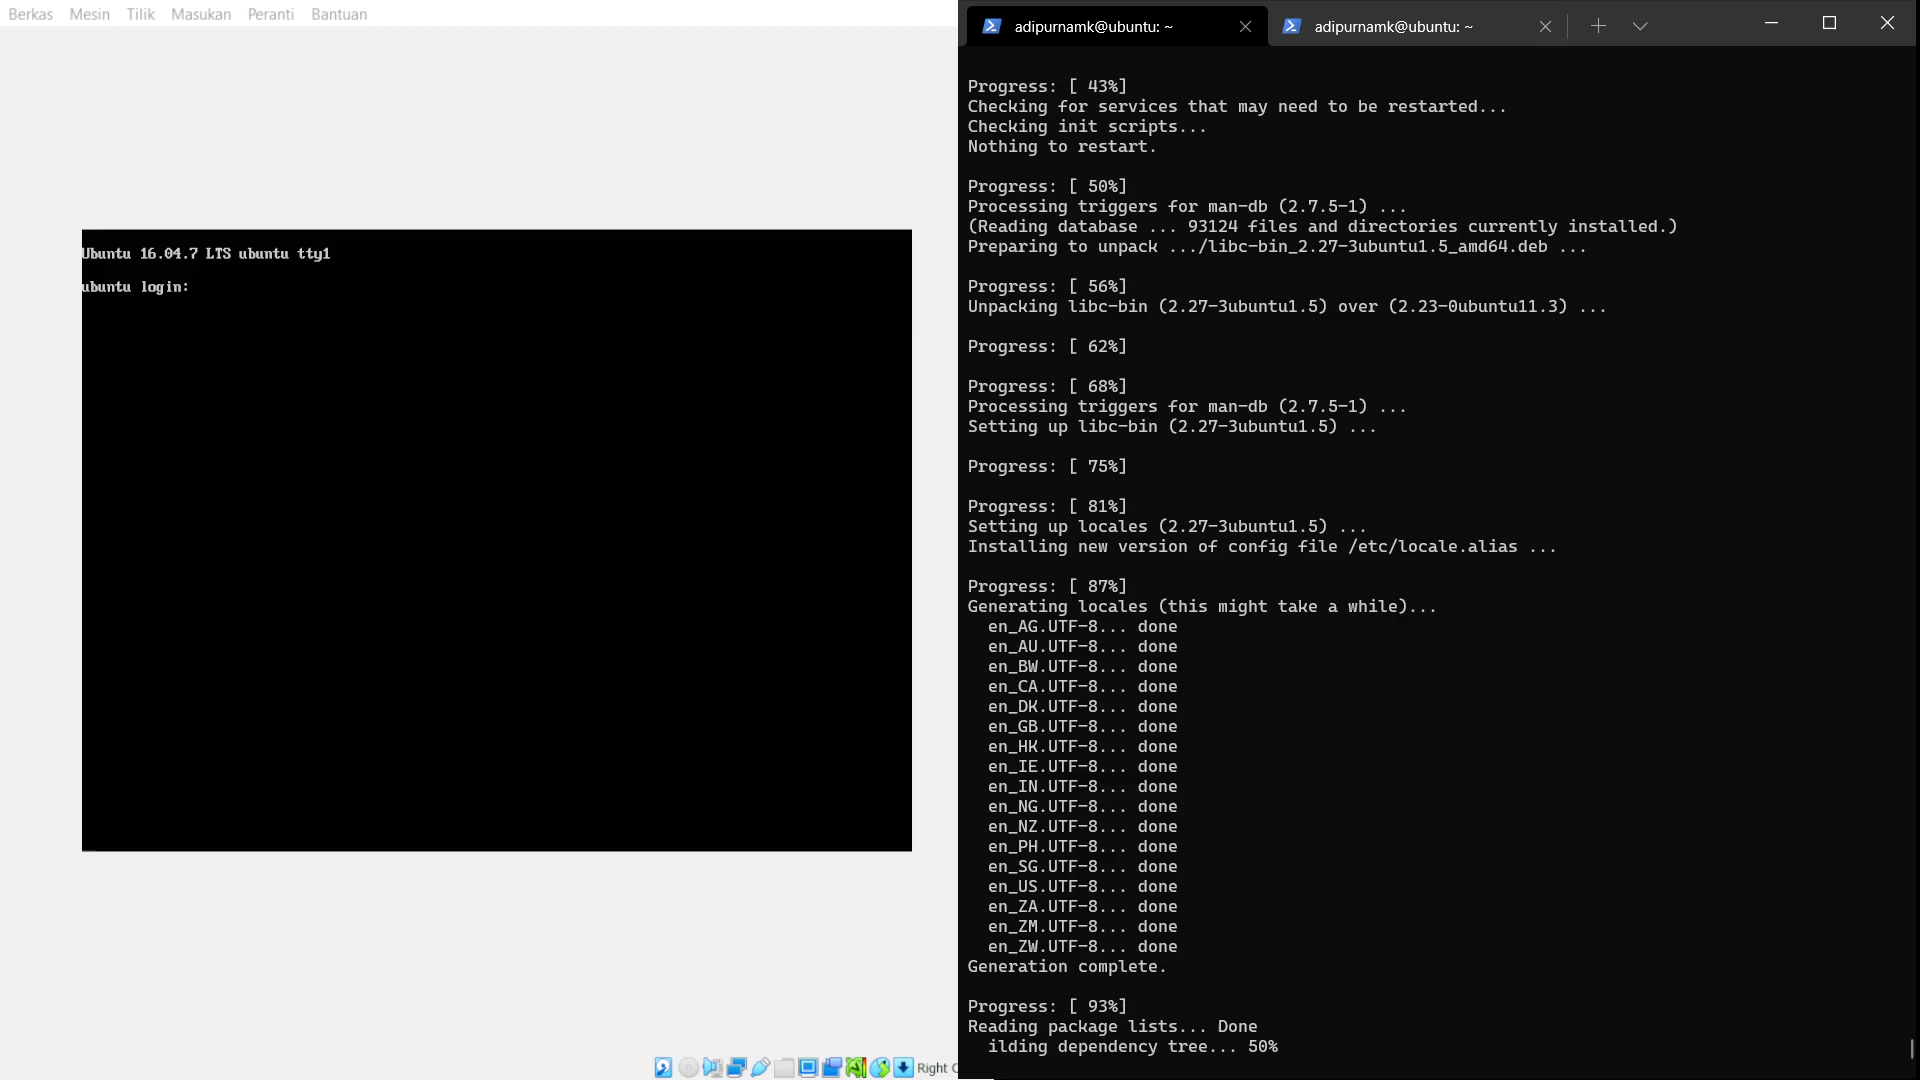 Berkas Mesin Tilik Masukan Peranti Bantuan
Ubuntu 16.04.7 LTS ubuntu tty1
ubuntu login:
Right
adipurnamk@ubuntu: ~
adipurnamk@ubuntu: ~
Progress: [ 43%]
Checking for services that may need to be restarted...
Checking init scripts...
Nothing to restart.
Progress: [ 50%]
Processing triggers for man-db (2.7.5-1) ...
(Reading database ... 93124 files and directories currently installed.)
Preparing to unpack .../libc-bin_2.27-3ubuntu1.5_amd64.deb ...
Progress: [ 56%]
Unpacking libc-bin (2.27-3ubuntu1.5) over (2.23-0ubuntu11.3) ...
Progress: [ 62%]
Progress: [ 68%]
Processing triggers for man-db (2.7.5-1) ...
Setting up libc-bin (2.27-3ubuntu1.5) ...
Progress: [ 75%]
Progress: [ 81%]
Setting up locales (2.27-3ubuntu1.5) ...
Installing new version of config file /etc/locale.alias ...
Progress: [ 87%]
Generating locales (this might take a while)...
en_AG.UTF-8... done
en_AU.UTF-8... done
en_BW.UTF-8... done
en_CA.UTF-8... done
en_DK.UTF-8... done
en_GB.UTF-8... done
en_HK.UTF-8... done
en_IE.UTF-8... done
en_IN.UTF-8... done
en_NG.UTF-8... done
en_NZ.UTF-8... done
en_PH.UTF-8... done
en_SG.UTF-8... done
en_US.UTF-8... done
en_ZA.UTF-8... done
en_ZM.UTF-8... done
en_ZW.UTF-8... done
Generation complete.
Progress: [ 93%]
Reading package lists... Done
ilding dependency tree... 50%